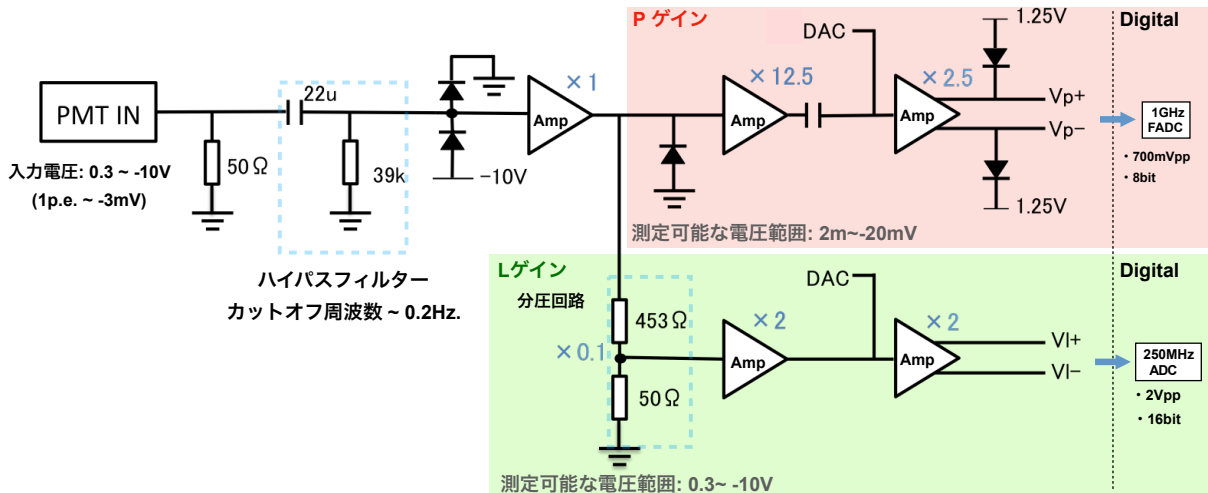 P ゲイン
DAC
1.25V
Digital
×1
×12.5
×2.5
PMT IN
22u
Amp
Amp
Amp
Vp+
Vp−
1GHz
FADC
・700mVpp
・8bit
入力電圧: 0.3 ~ -10V
(1p.e. ~ -3mV)
50Ω
39k
−10V
1.25V
測定可能な電圧範囲: 2m~-20mV
ハイパスフィルター
カットオフ周波数 ~ 0.2Hz.
Lゲイン
分圧回路
DAC
Digital
453Ω
×2
×2
×0.1
Amp
Amp
Vl+
Vl−
250MHz
ADC
・2Vpp
・16bit
50Ω
測定可能な電圧範囲: 0.3~ -10V